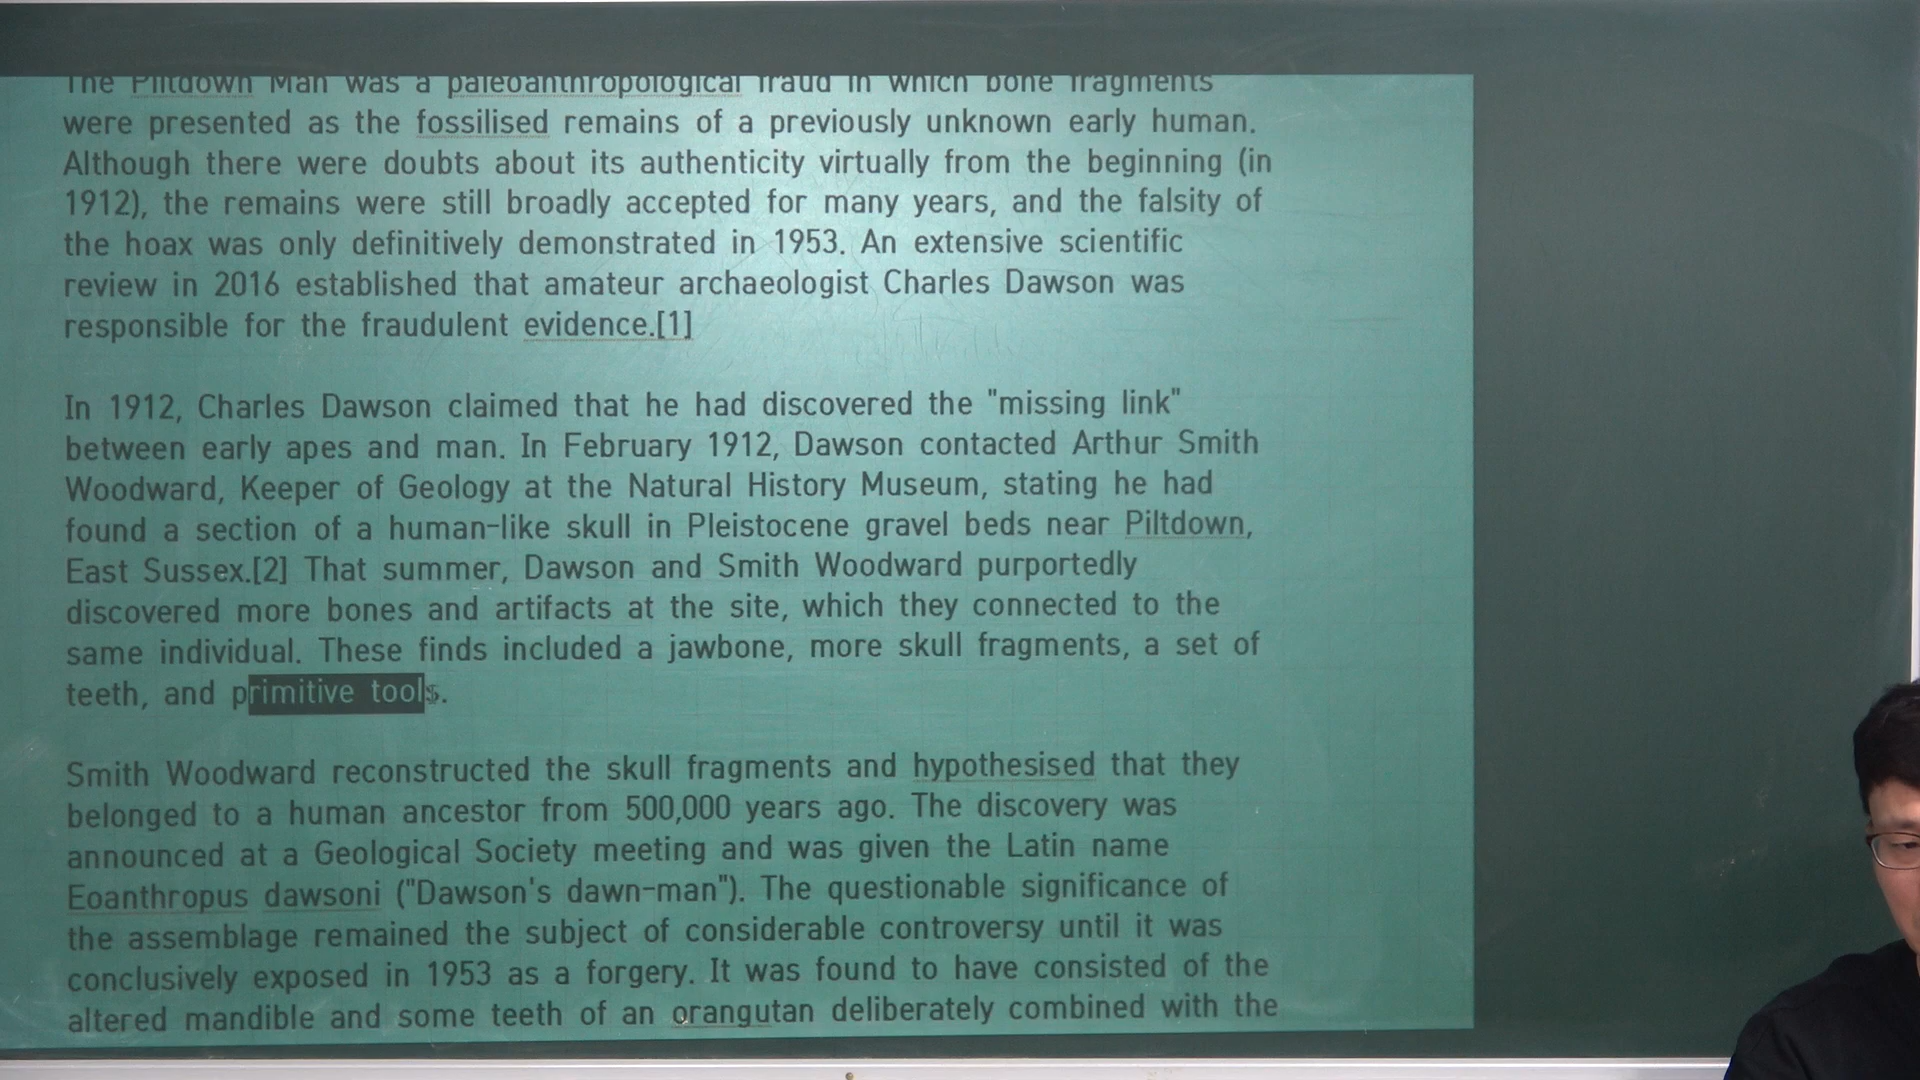 The Piltdown Man was a paleoanthropological fraud in which bone fragments
were presented as the fossilised remains of a previously unknown early human.
Although there were doubts about its authenticity virtually from the beginning (in
1912), the remains were still broadly accepted for many years, and the falsity of
the hoax was only definitively demonstrated in 1953. An extensive scientific
review in 2016 established that amateur archaeologist Charles Dawson was
responsible for the fraudulent evidence.[1]
In 1912, Charles Dawson claimed that he had discovered the "missing link"
between early apes and man. In February 1912, Dawson contacted Arthur Smith
Woodward, Keeper of Geology at the Natural History Museum, stating he had
found a section of a human-like skull in Pleistocene gravel beds near Piltdown,
East Sussex.[2] That summer, Dawson and Smith Woodward purportedly
discovered more bones and artifacts at the site, which they connected to the
same individual. These finds included a jawbone, more skull fragments, a set of
teeth, and primitive tools.
Smith Woodward reconstructed the skull fragments and hypothesised that they
belonged to a human ancestor from 500,000 years ago. The discovery was
announced at a Geological Society meeting and was given the Latin name
Eoanthropus dawsoni ("Dawson's dawn-man"). The questionable significance of
the assemblage remained the subject of considerable controversy until it was
conclusively exposed in 1953 as a forgery. It was found to have consisted of the
altered mandible and some teeth of an orangutan deliberately combined with the